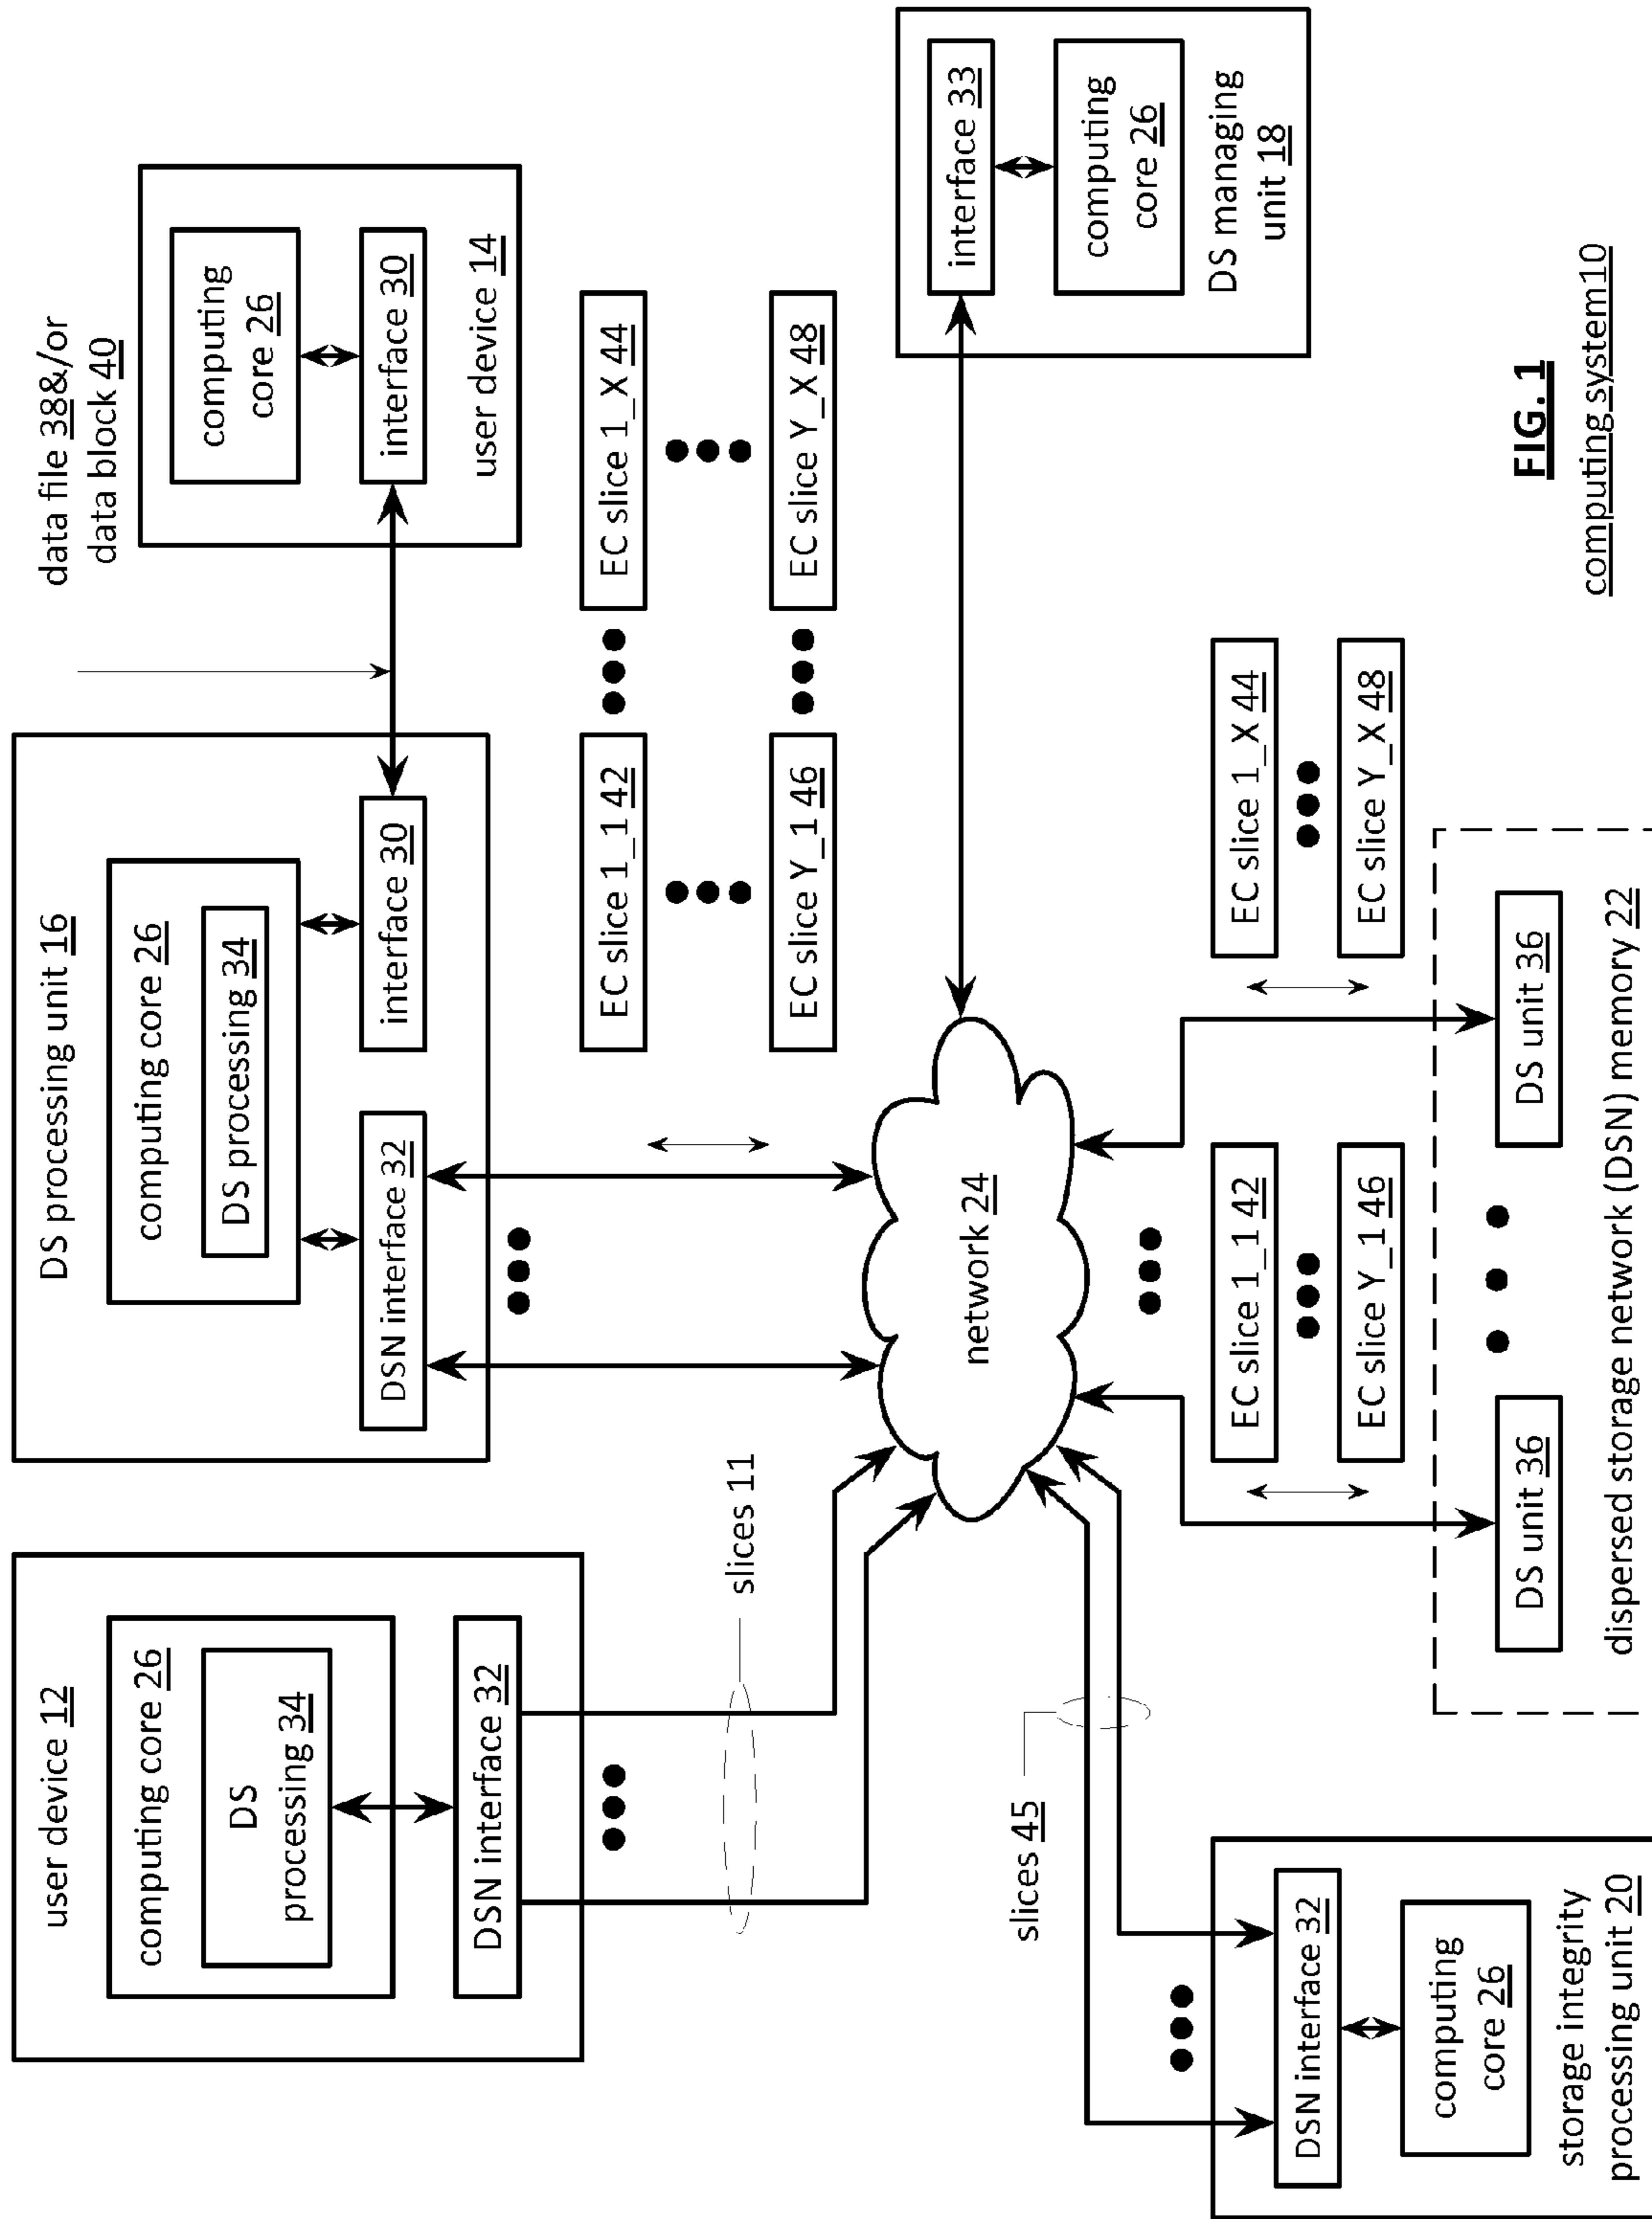 user device 12
computing core 26
DS
processing 34
DSN interface 32
slices 11
DS processing unit 16
computing core 26
DS processing 34
DSN interface 32
interface 30
data file 38&/or
data block 40
computing
core 26
interface 30
user device 14
EC slice 1_1 42
EC slice 1_X 44
EC slice Y_1 46
EC slice Y_X 48
network 24
interface 33
computing
core 26
DS managing
unit 18
slices 45
DSN interface 32
computing
core 26
storage integrity
processing unit 20
EC slice 1_1 42
EC slice 1_X 44
EC slice Y_1 46
EC slice Y_X 48
DS unit 36
DS unit 36
dispersed storage network (DSN) memory 22
FIG. 1
computing system10